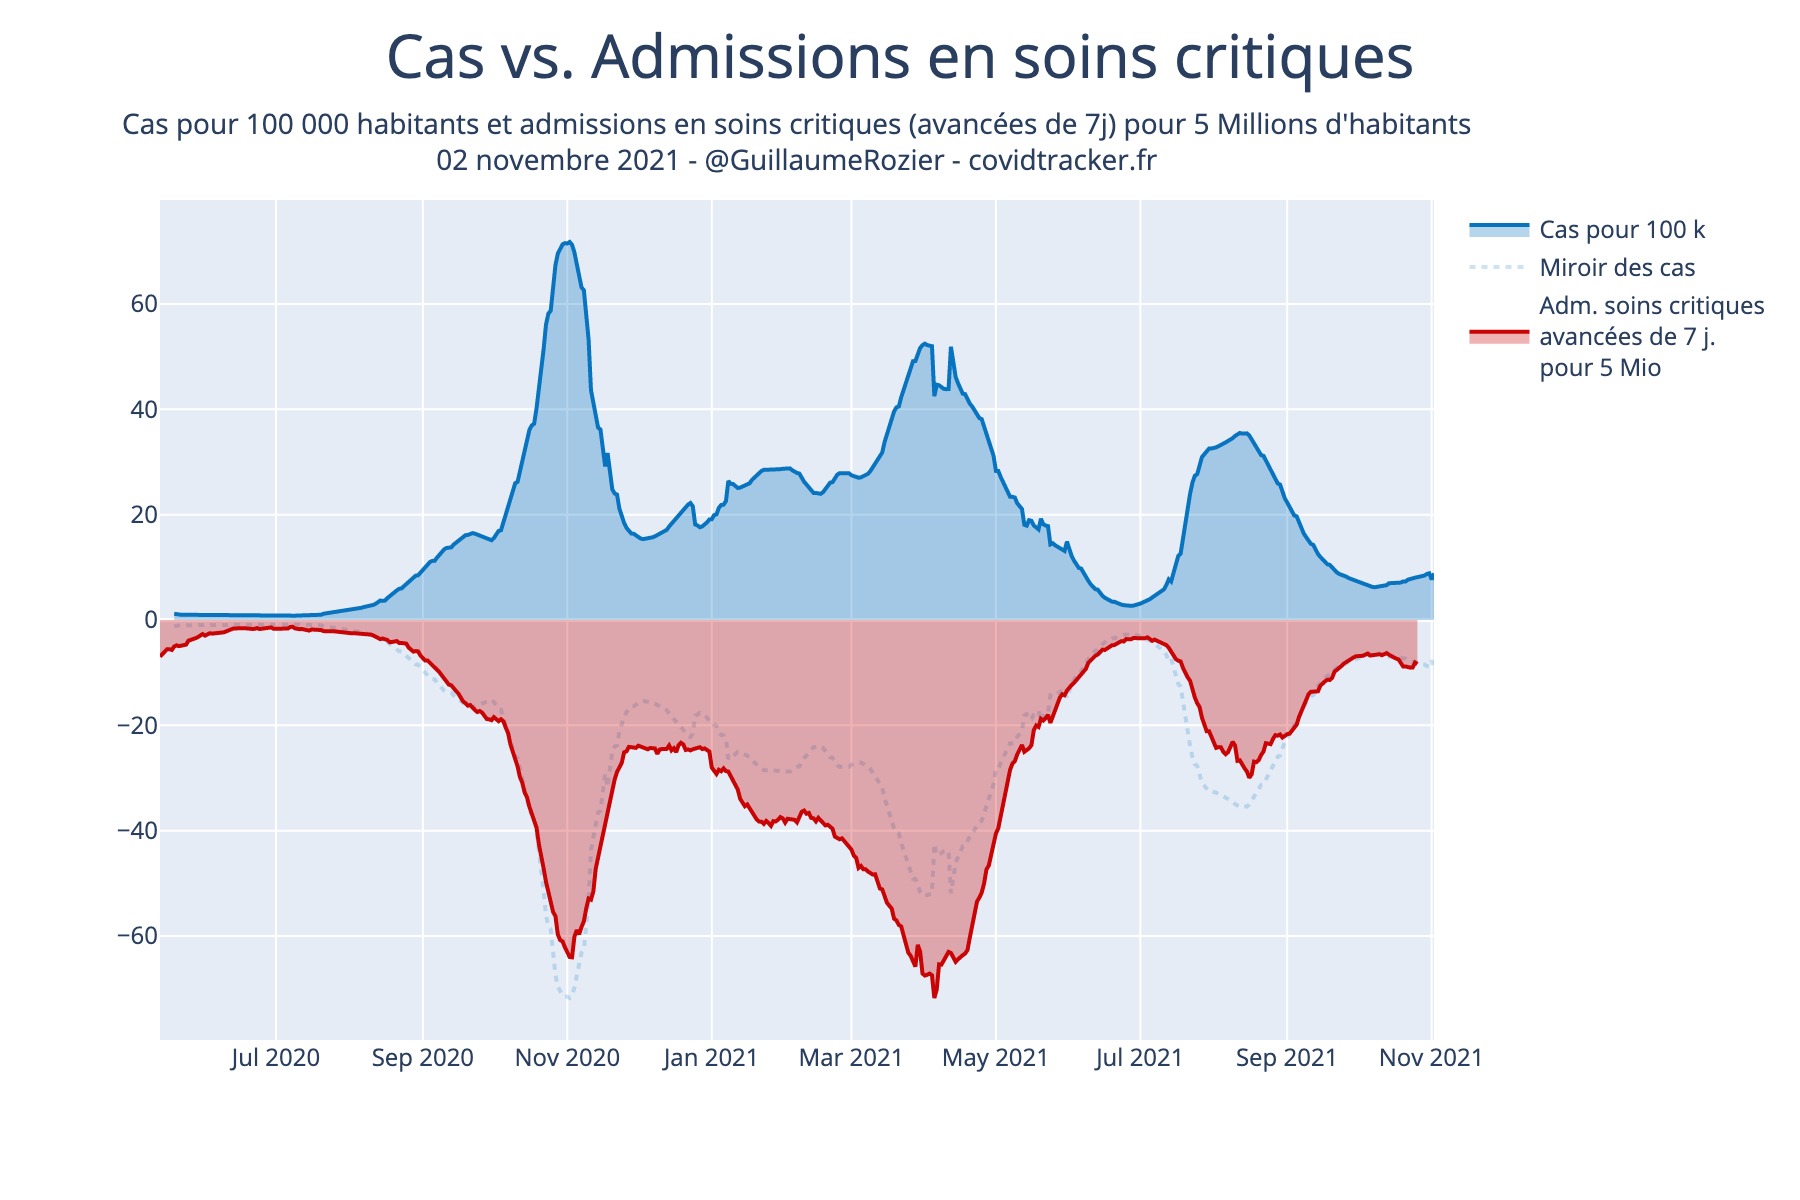 Cas vs. Admissions en soins critiques
Cas pour 100 000 habitants et admissions en soins critiques (avancées de 7j) pour 5 Millions d'habitants
02 novembre 2021 - @GuillaumeRozier - covidtracker.fr
Cas pour 100 k
Miroir des cas
Adm. soins critiques
avancées de 7 j.
pour 5 Mio
60
40
20
0
−20
−40
−60
Jul 2020
Sep 2020
Nov 2020
Jan 2021
Mar 2021
May 2021
Jul 2021
Sep 2021
Nov 2021